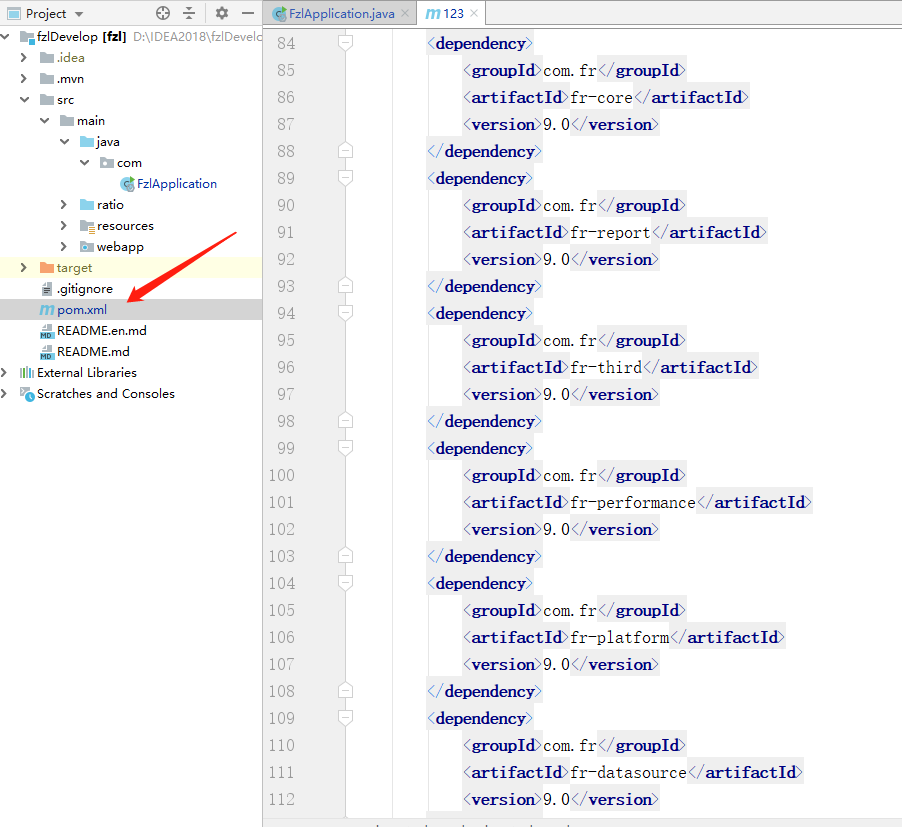 Project
fzlDevelop [fzl] D:\IDEA2018\fzlDevelo
.idea
.mvn
src
main
java
com
FzlApplication
ratio
resources
webapp
target
.gitignore
pom.xml
README.en.md
README.md
External Libraries
Scratches and Consoles
FzlApplication.java
123
84 <dependency>
85 <groupId>com.fr</groupId>
86 <artifactId>fr-core</artifactId>
87 <version>9.0</version>
88 </dependency>
89 <dependency>
90 <groupId>com.fr</groupId>
91 <artifactId>fr-report</artifactId>
92 <version>9.0</version>
93 </dependency>
94 <dependency>
95 <groupId>com.fr</groupId>
96 <artifactId>fr-third</artifactId>
97 <version>9.0</version>
98 </dependency>
99 <dependency>
100 <groupId>com.fr</groupId>
101 <artifactId>fr-performance</artifactId>
102 <version>9.0</version>
103 </dependency>
104 <dependency>
105 <groupId>com.fr</groupId>
106 <artifactId>fr-platform</artifactId>
107 <version>9.0</version>
108 </dependency>
109 <dependency>
110 <groupId>com.fr</groupId>
111 <artifactId>fr-datasource</artifactId>
112 <version>9.0</version>